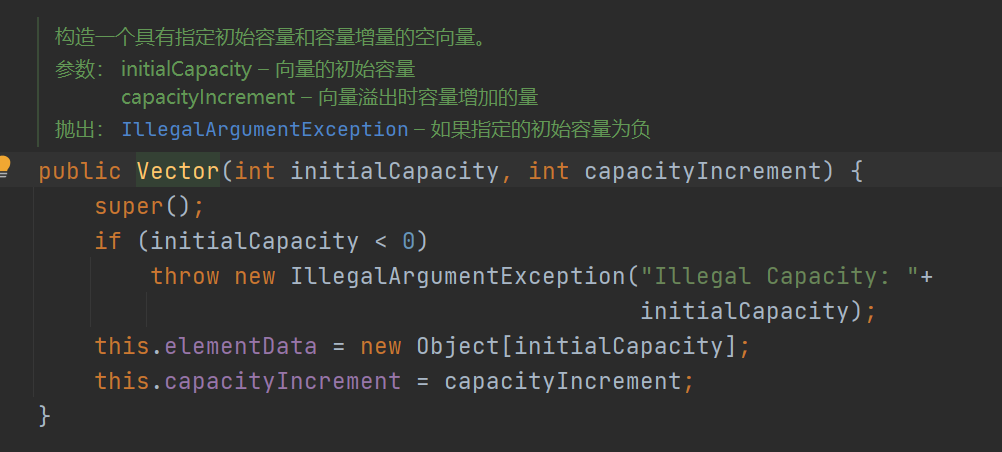 构造一个具有指定初始容量和容量增量的空向量。
参数： initialCapacity – 向量的初始容量
capacityIncrement – 向量溢出时容量增加的量
抛出： IllegalArgumentException – 如果指定的初始容量为负
public Vector(int initialCapacity, int capacityIncrement) {
super();
if (initialCapacity < 0)
throw new IllegalArgumentException("Illegal Capacity: "+
initialCapacity);
this.elementData = new Object[initialCapacity];
this.capacityIncrement = capacityIncrement;
}